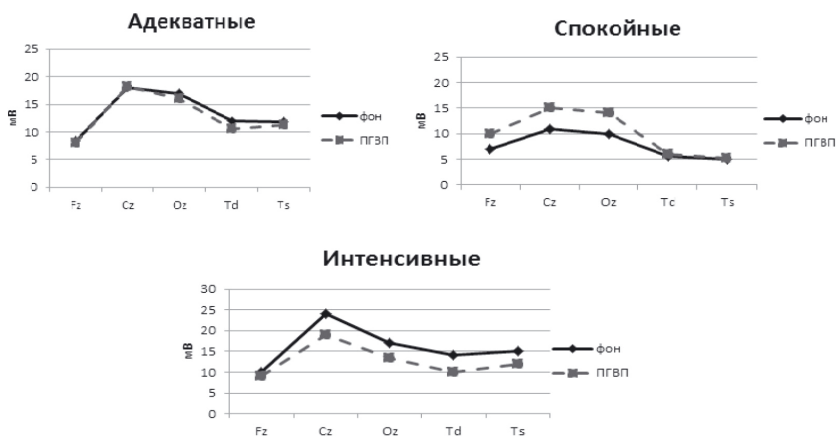 Адекватные
25
20
15
10
5
0
мВ
Fz Cz Oz Td Ts
фон
ПГВП
Спокойные
25
20
15
10
5
0
мВ
Fz Cz Oz Tc Ts
фон
ПГВП
Интенсивные
30
25
20
15
10
5
0
мВ
Fz Cz Oz Td Ts
фон
ПГВП